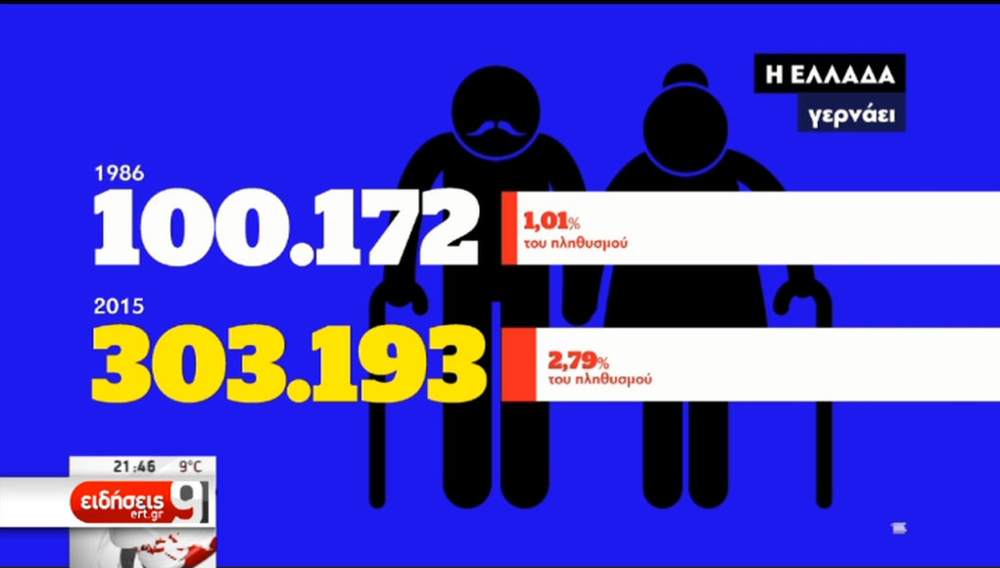 Η ΕΛΛΑΔΑ
γερνάει
1986
100.172
1,01%
του πληθυσμού
2015
303.193
2,79%
του πληθυσμού
21:46 9°C
ειδήσεις 9
ert.gr